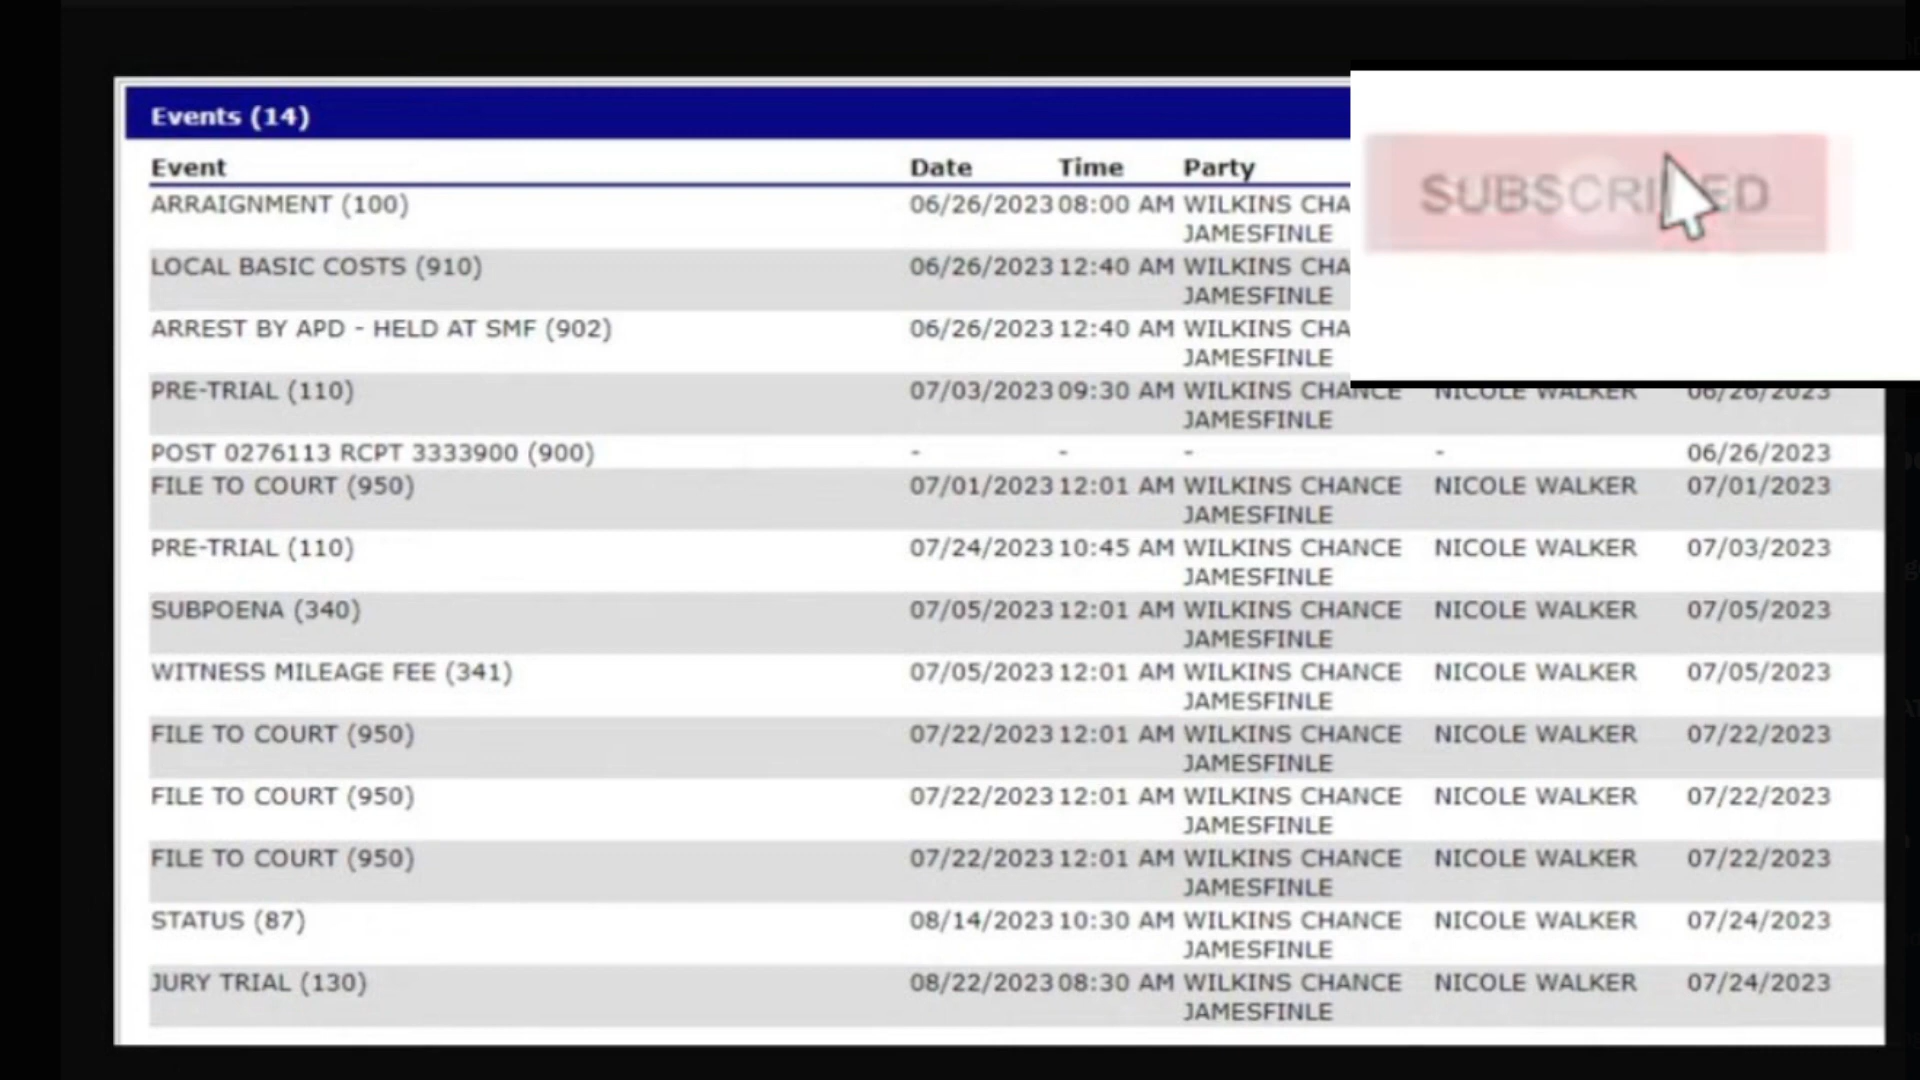 Events (14)
Event Date Time Party
SUBSCRIBED
ARRAIGNMENT (100) 06/26/2023 08:00 AM WILKINS CHA
JAMESFINLE
LOCAL BASIC COSTS (910) 06/26/2023 12:40 AM WILKINS CHA
JAMESFINLE
ARREST BY APD - HELD AT SMF (902) 06/26/2023 12:40 AM WILKINS CHA
JAMESFINLE
PRE-TRIAL (110) 07/03/2023 09:30 AM WILKINS CHANCE NICOLE WALKER 06/26/2023
JAMESFINLE
POST 0276113 RCPT 3333900 (900) - - - - 06/26/2023
FILE TO COURT (950) 07/01/2023 12:01 AM WILKINS CHANCE NICOLE WALKER 07/01/2023
JAMESFINLE
PRE-TRIAL (110) 07/24/2023 10:45 AM WILKINS CHANCE NICOLE WALKER 07/03/2023
JAMESFINLE
SUBPOENA (340) 07/05/2023 12:01 AM WILKINS CHANCE NICOLE WALKER 07/05/2023
JAMESFINLE
WITNESS MILEAGE FEE (341) 07/05/2023 12:01 AM WILKINS CHANCE NICOLE WALKER 07/05/2023
JAMESFINLE
FILE TO COURT (950) 07/22/2023 12:01 AM WILKINS CHANCE NICOLE WALKER 07/22/2023
JAMESFINLE
FILE TO COURT (950) 07/22/2023 12:01 AM WILKINS CHANCE NICOLE WALKER 07/22/2023
JAMESFINLE
FILE TO COURT (950) 07/22/2023 12:01 AM WILKINS CHANCE NICOLE WALKER 07/22/2023
JAMESFINLE
STATUS (87) 08/14/2023 10:30 AM WILKINS CHANCE NICOLE WALKER 07/24/2023
JAMESFINLE
JURY TRIAL (130) 08/22/2023 08:30 AM WILKINS CHANCE NICOLE WALKER 07/24/2023
JAMESFINLE